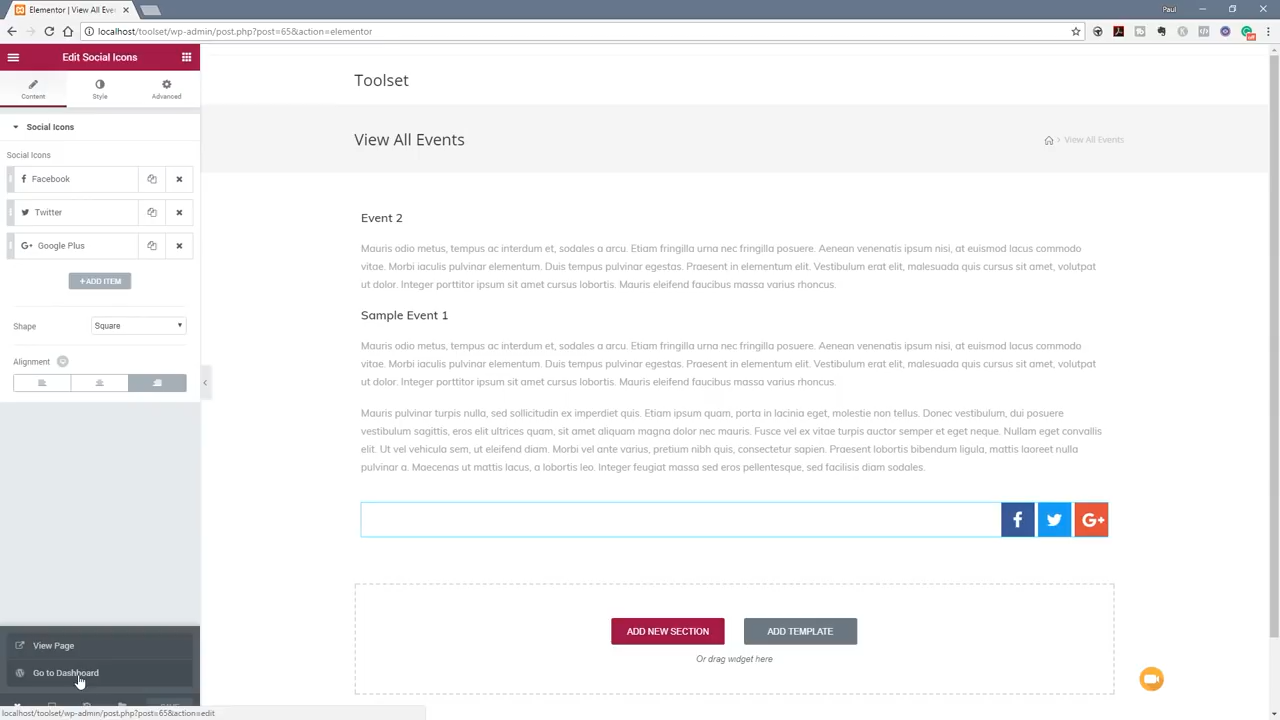 Elementor | View All Eve
Paul
localhost/toolset/wp-admin/post.php?post=65&action=elementor
Edit Social Icons
Content
Style
Advanced
Social Icons
Social Icons
Facebook
Twitter
Google Plus
+ ADD ITEM
Shape
Square
Alignment
View Page
Go to Dashboard
localhost/toolset/wp-admin/post.php?post=65&action=edit
Toolset
View All Events
View All Events
Event 2
Mauris odio metus, tempus ac interdum et, sodales a arcu. Etiam fringilla urna nec fringilla posuere. Aenean venenatis ipsum nisi, at euismod lacus commodo
vitae. Morbi iaculis pulvinar elementum. Duis tempus pulvinar egestas. Praesent in elementum elit. Vestibulum erat elit, malesuada quis cursus sit amet, volutpat
ut dolor. Integer porttitor ipsum sit amet cursus lobortis. Mauris eleifend faucibus massa varius rhoncus.
Sample Event 1
Mauris odio metus, tempus ac interdum et, sodales a arcu. Etiam fringilla urna nec fringilla posuere. Aenean venenatis ipsum nisi, at euismod lacus commodo
vitae. Morbi iaculis pulvinar elementum. Duis tempus pulvinar egestas. Praesent in elementum elit. Vestibulum erat elit, malesuada quis cursus sit amet, volutpat
ut dolor. Integer porttitor ipsum sit amet cursus lobortis. Mauris eleifend faucibus massa varius rhoncus.
Mauris pulvinar turpis nulla, sed sollicitudin ex imperdiet quis. Etiam ipsum quam, porta in lacinia eget, molestie non tellus. Donec vestibulum, dui posuere
vestibulum sagittis, eros elit ultrices quam, sit amet aliquam magna dolor nec mauris. Fusce vel ex vitae turpis auctor semper et eget neque. Nullam eget convallis
elit. Ut vel vehicula sem, ut eleifend diam. Morbi vel ante varius, pretium nibh quis, consectetur sapien. Praesent lobortis bibendum ligula, mattis laoreet nulla
pulvinar a. Maecenas ut mattis lacus, a lobortis leo. Integer feugiat massa sed eros pellentesque, sed facilisis diam sodales.
ADD NEW SECTION
ADD TEMPLATE
Or drag widget here